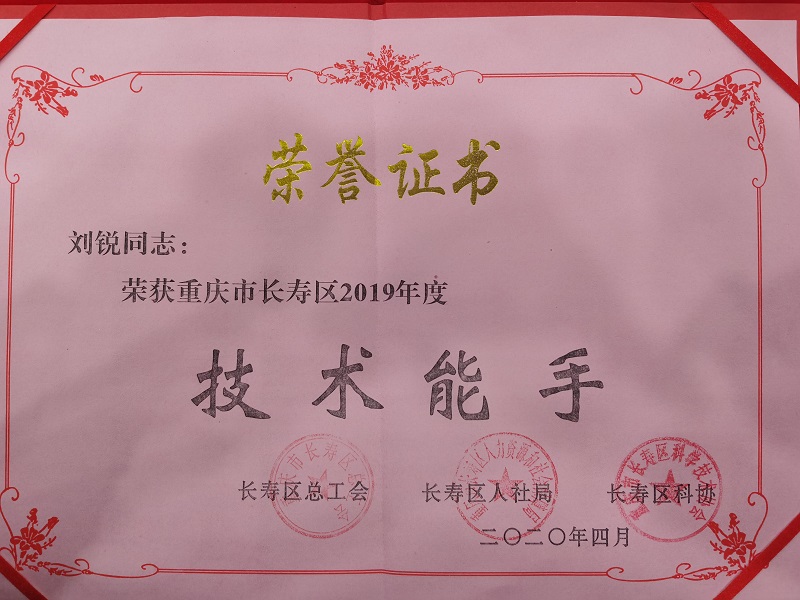 荣誉证书
刘锐同志：
荣获重庆市长寿区2019年度
技术能手
长寿区总工会 长寿区人社局 长寿区科协
二〇二〇年四月